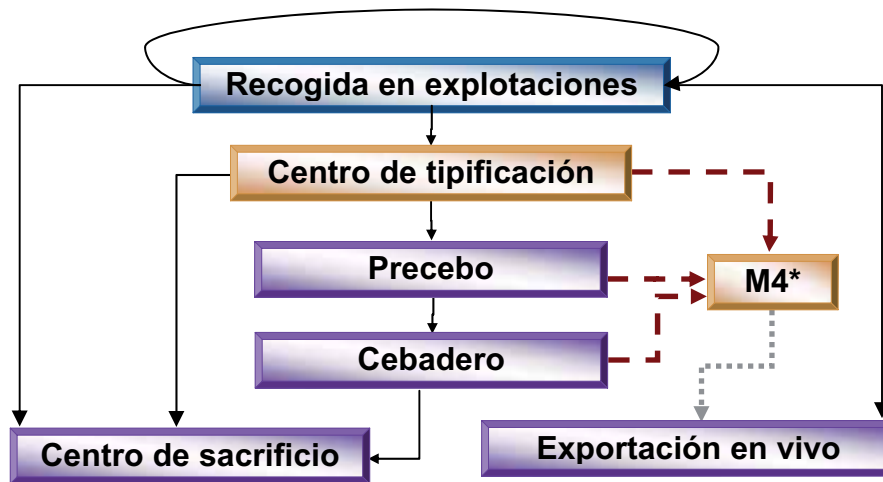 Recogida en explotaciones
Centro de tipificación
Precebo
M4*
Cebadero
Centro de sacrificio
Exportación en vivo